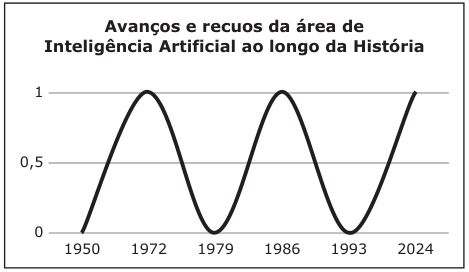 Avanços e recuos da área de
Inteligência Artificial ao longo da História
1
0,5
0
1950 1972 1979 1986 1993 2024